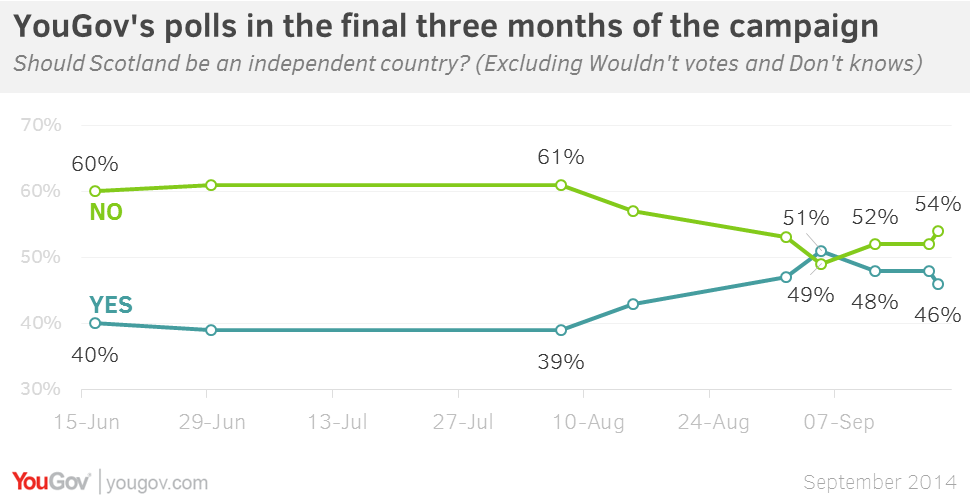 YouGov's polls in the final three months of the campaign
Should Scotland be an independent country? (Excluding Wouldn't votes and Don't knows)
70%
60%
50%
40%
30%
60%
NO
61%
51%
52%
54%
YES
40%
39%
49%
48%
46%
15-Jun 29-Jun 13-Jul 27-Jul 10-Aug 24-Aug 07-Sep
YouGov | yougov.com
September 2014